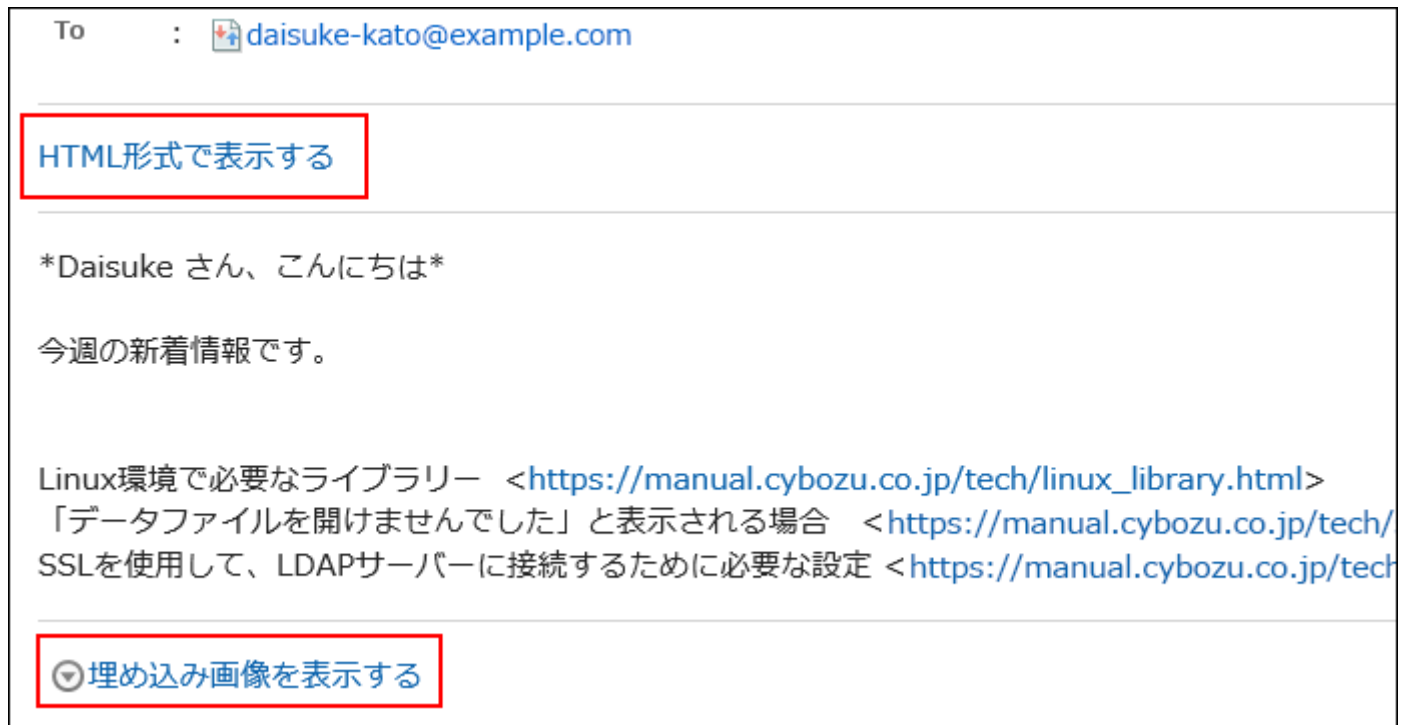 To : daisuke-kato@example.com
HTML形式で表示する
*Daisuke さん、こんにちは*
今週の新着情報です。
Linux環境で必要なライブラリー <https://manual.cybozu.co.jp/tech/linux_library.html>
「データファイルを開けませんでした」と表示される場合 <https://manual.cybozu.co.jp/tech/
SSLを使用して、LDAPサーバーに接続するために必要な設定 <https://manual.cybozu.co.jp/tech
埋め込み画像を表示する